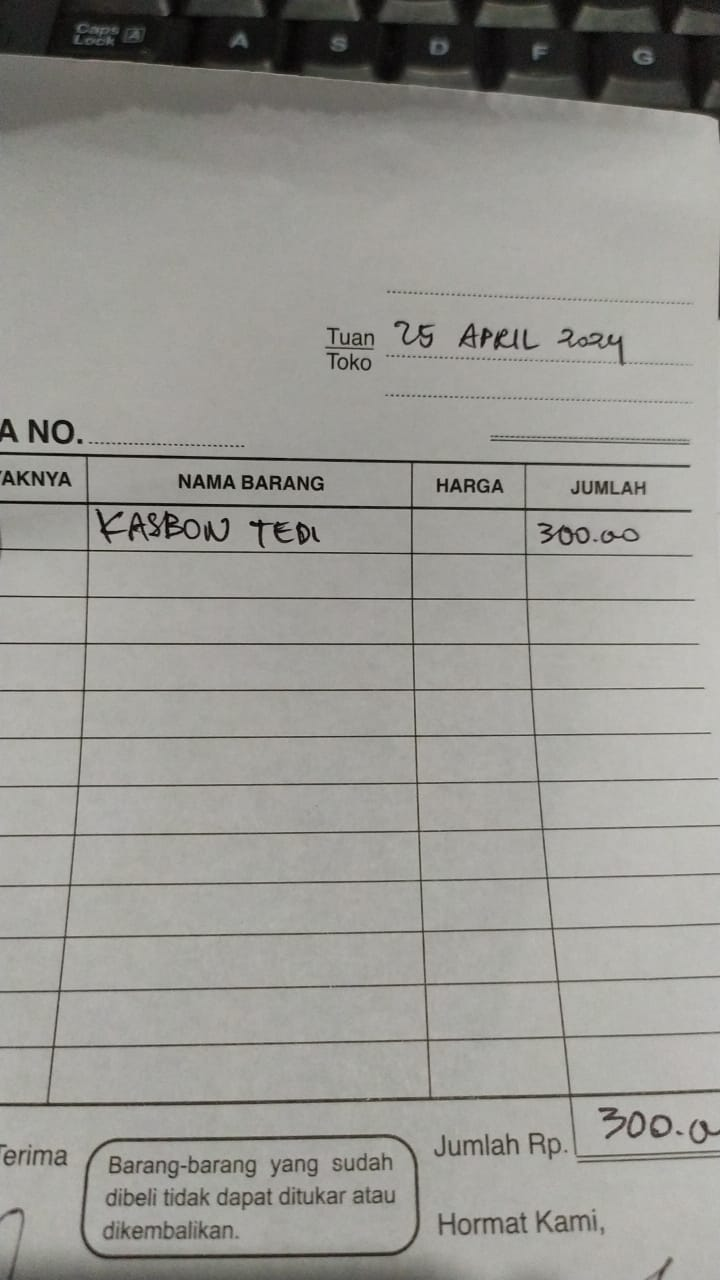 Caps Lock A A S D F G
Tuan 25 APRIL 2024
Toko
A NO.
YAKNYA NAMA BARANG HARGA JUMLAH
KASBON TEDI 300.00
Terima Jumlah Rp. 300.0
Barang-barang yang sudah
dibeli tidak dapat ditukar atau
dikembalikan.
Hormat Kami,